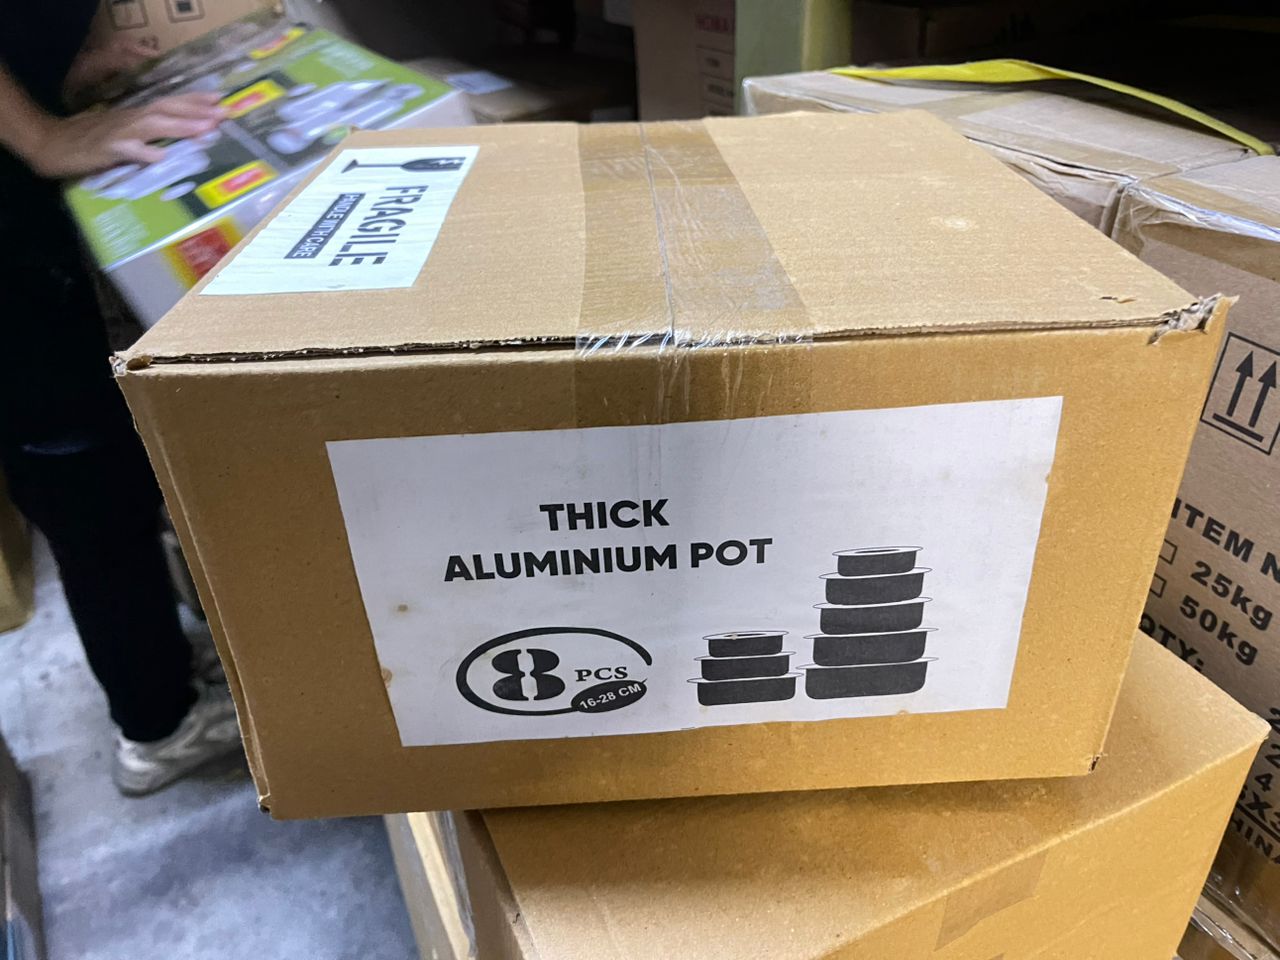 FRAGILE
HANDLE WITH CARE
THICK
ALUMINIUM POT
8 PCS
16-28 CM
ITEM N
25kg
50kg
QTY: